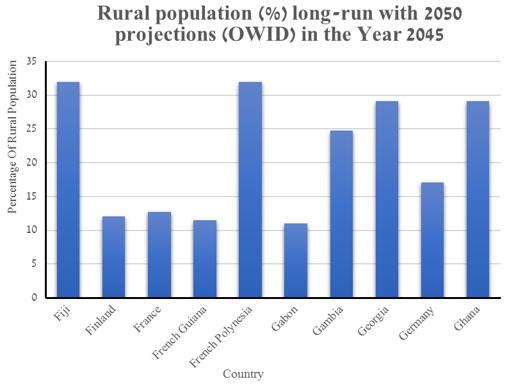 Rural population (%) long-run with 2050
projections (OWID) in the Year 2045
Percentage Of Rural Population
35
30
25
20
15
10
5
0
Fiji
Finland
France
French Guiana
French Polynesia
Gabon
Gambia
Georgia
Germany
Ghana
Country